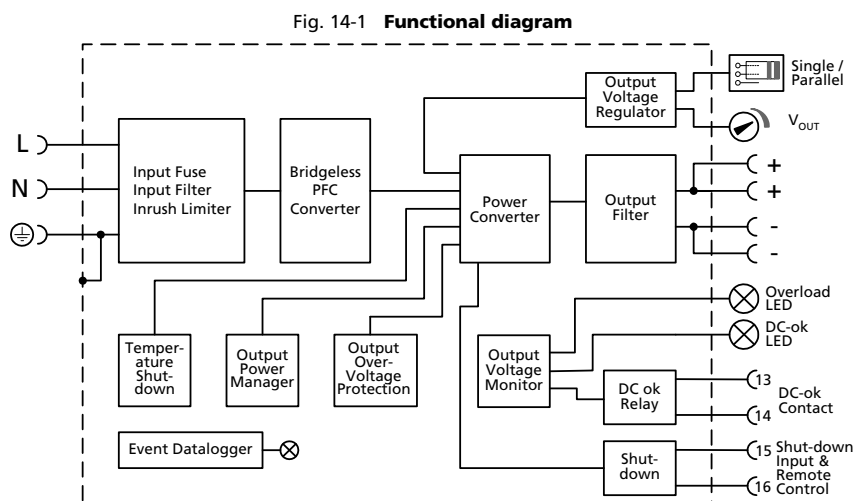 Fig. 14-1 Functional diagram
Single /
Parallel
Output
Voltage
Regulator
V_OUT
L
N
Input Fuse
Input Filter
Inrush Limiter
Bridgeless
PFC
Converter
Power
Converter
Output
Filter
+
+
-
-
Temper-
ature
Shut-
down
Output
Power
Manager
Output
Over-
Voltage
Protection
Output
Voltage
Monitor
Overload
LED
DC-ok
LED
DC ok
Relay
13
14
DC-ok
Contact
Event Datalogger
Shut-
down
15
16
Shut-down
Input &
Remote
Control